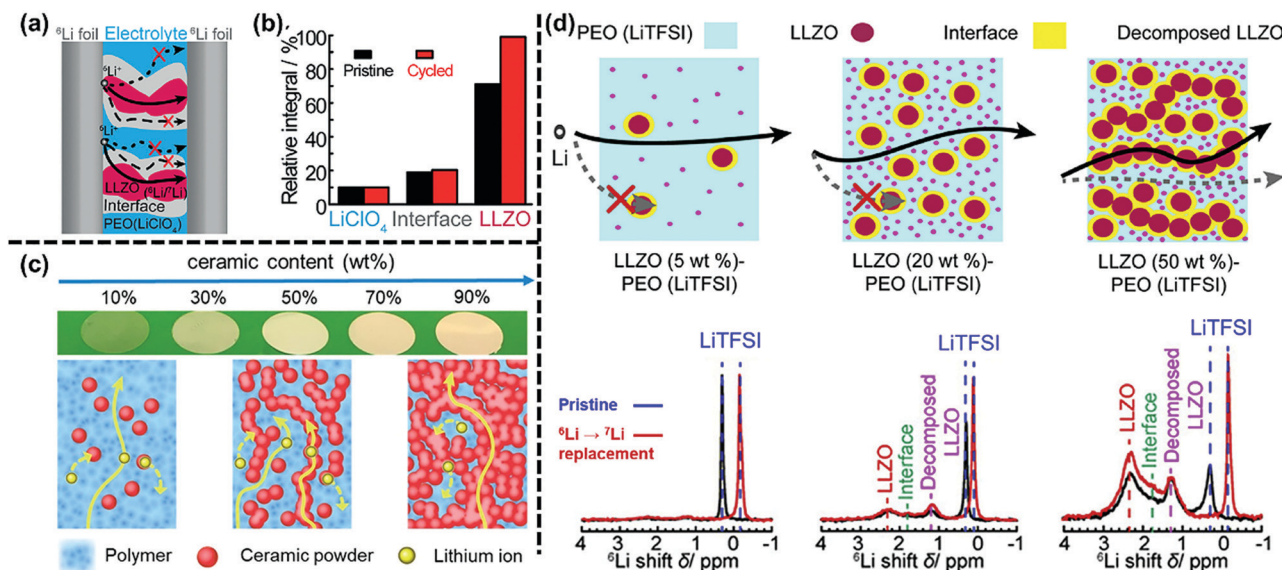 (a)
⁶Li foil Electrolyte ⁶Li foil
⁶Li⁺
⁶Li⁺
LLZO (⁶Li/⁷Li)
Interface
PEO(LiClO₄)
(b)
Relative integral / %
100
80
60
40
20
Pristine
Cycled
LiClO₄ Interface LLZO
(c)
ceramic content (wt%)
10% 30% 50% 70% 90%
Polymer Ceramic powder Lithium ion
(d)
PEO (LiTFSI) LLZO Interface Decomposed LLZO
Li
LLZO (5 wt %)-
PEO (LiTFSI)
LLZO (20 wt %)-
PEO (LiTFSI)
LLZO (50 wt %)-
PEO (LiTFSI)
Pristine
⁶Li → ⁷Li
replacement
LiTFSI
4 3 2 1 0 -1
⁶Li shift δ/ ppm
LLZO
Interface
Decomposed
LLZO
LiTFSI
4 3 2 1 0 -1
⁶Li shift δ/ ppm
LLZO
Interface
Decomposed
LLZO
LiTFSI
4 3 2 1 0 -1
⁶Li shift δ/ ppm